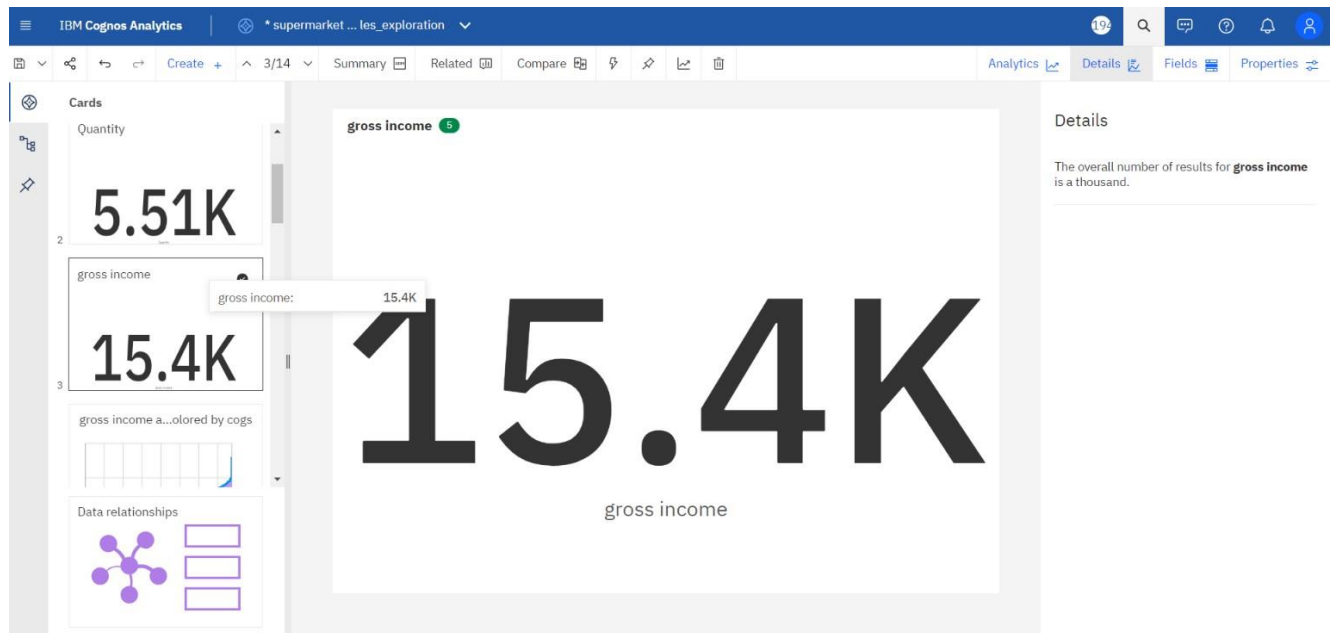 IBM Cognos Analytics
* supermarket ... les_exploration
194
Create +
3/14
Summary
Related
Compare
Analytics
Details
Fields
Properties
Cards
Quantity
5.51K
2
gross income
gross income: 15.4K
15.4K
3
gross income a...olored by cogs
Data relationships
gross income 5
15.4K
gross income
Details
The overall number of results for gross income
is a thousand.